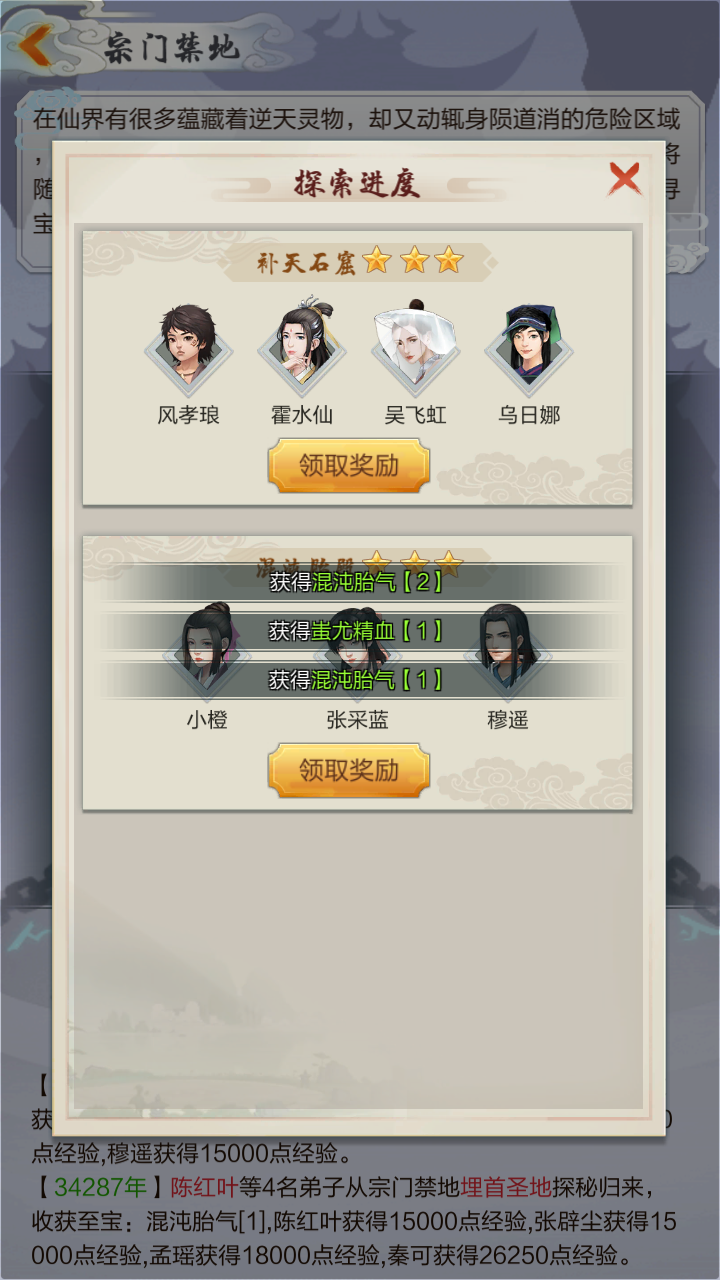 宗门禁地
在仙界有很多蕴藏着逆天灵物，却又动辄身陨道消的危险区域
，
将
随
寻
宝
探索进度
补天石窟
风孝琅 霍水仙 吴飞虹 乌日娜
领取奖励
获得混沌胎气【2】
获得蚩尤精血【1】
获得混沌胎气【1】
小橙 张采蓝 穆遥
领取奖励
【
获
0
点经验,穆遥获得15000点经验。
【34287年】陈红叶等4名弟子从宗门禁地埋首圣地探秘归来，
收获至宝：混沌胎气[1],陈红叶获得15000点经验,张辟尘获得15
000点经验,孟瑶获得18000点经验,秦可获得26250点经验。